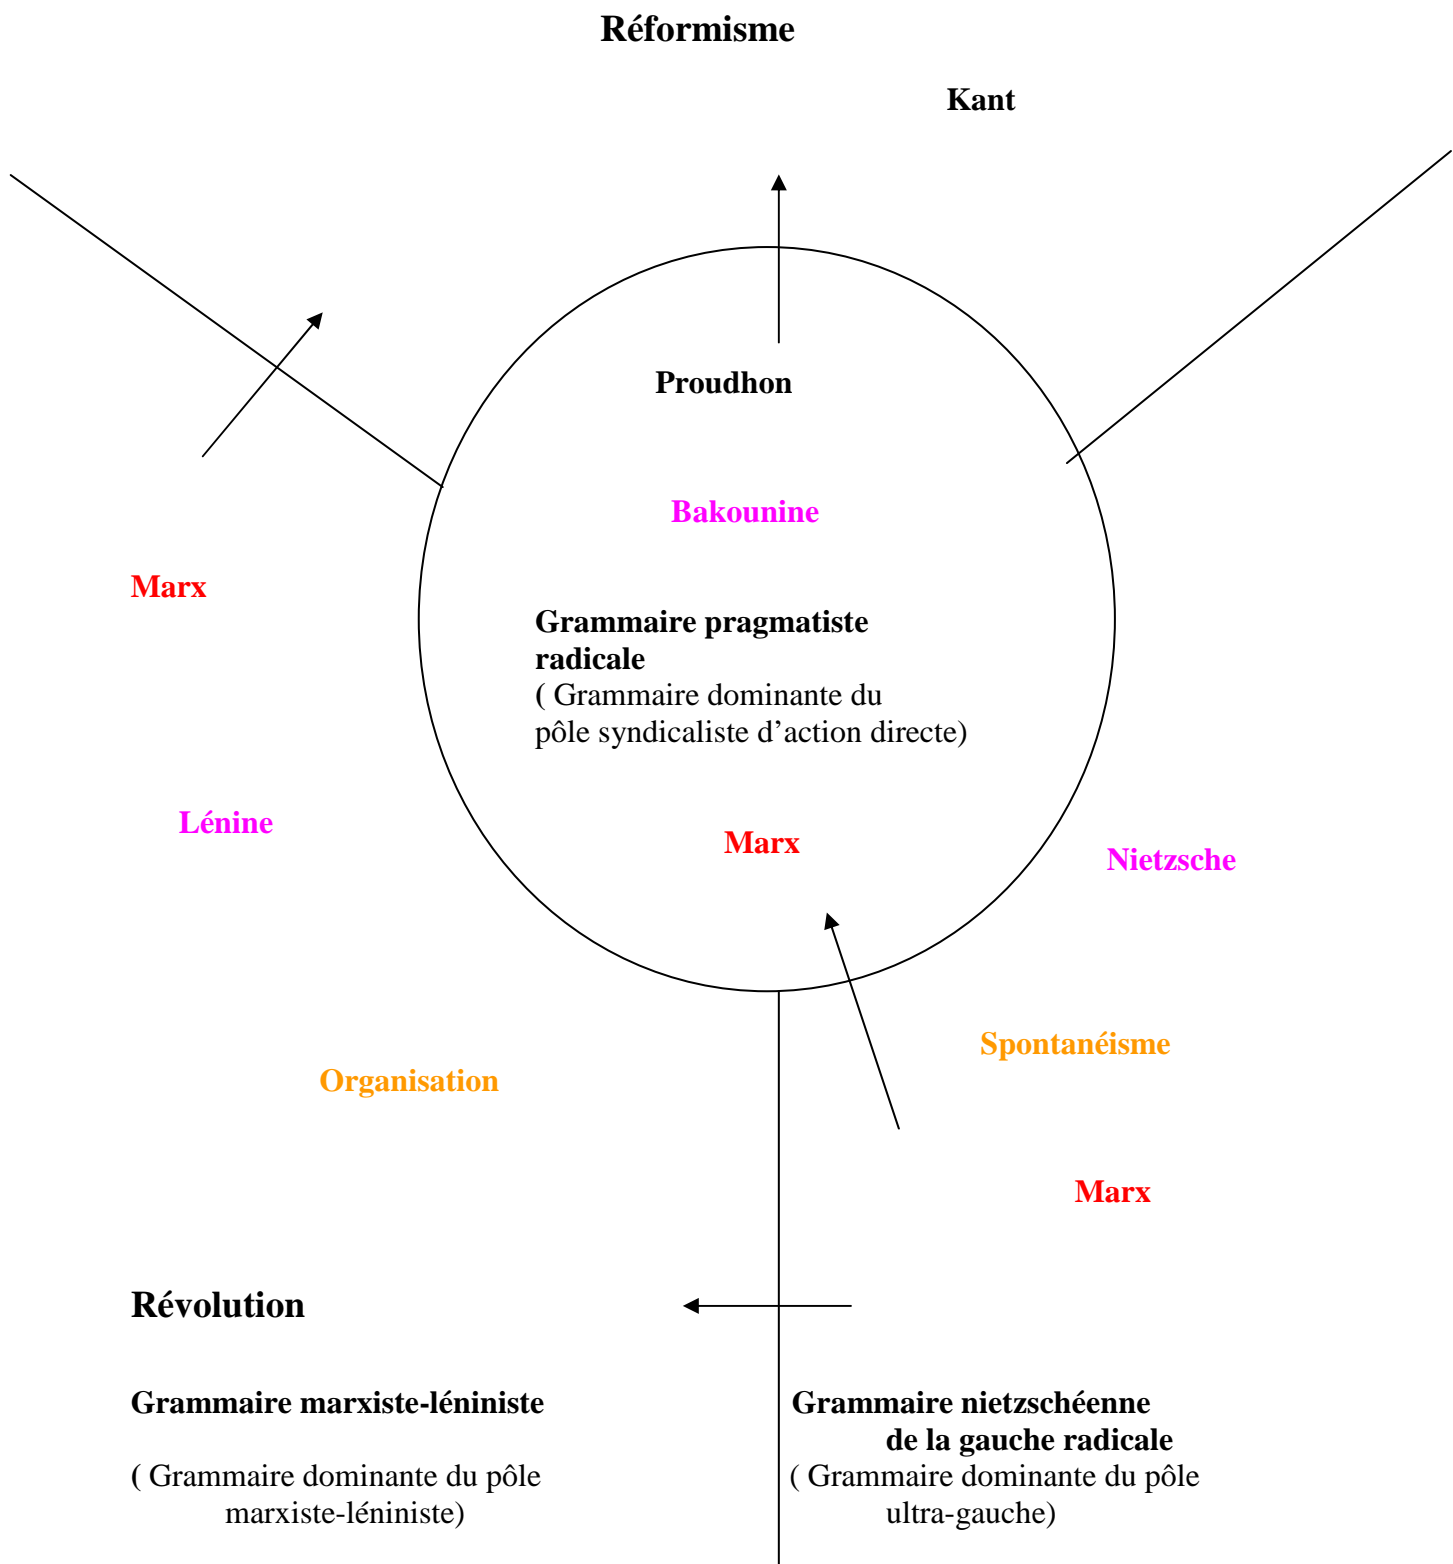 Réformisme
Kant
Proudhon
Bakounine
Marx
Grammaire pragmatiste
radicale
( Grammaire dominante du
pôle syndicaliste d’action directe)
Lénine
Marx
Nietzsche
Spontanéisme
Organisation
Marx
Révolution
Grammaire marxiste-léniniste
( Grammaire dominante du pôle
marxiste-léniniste)
Grammaire nietzschéenne
de la gauche radicale
( Grammaire dominante du pôle
ultra-gauche)